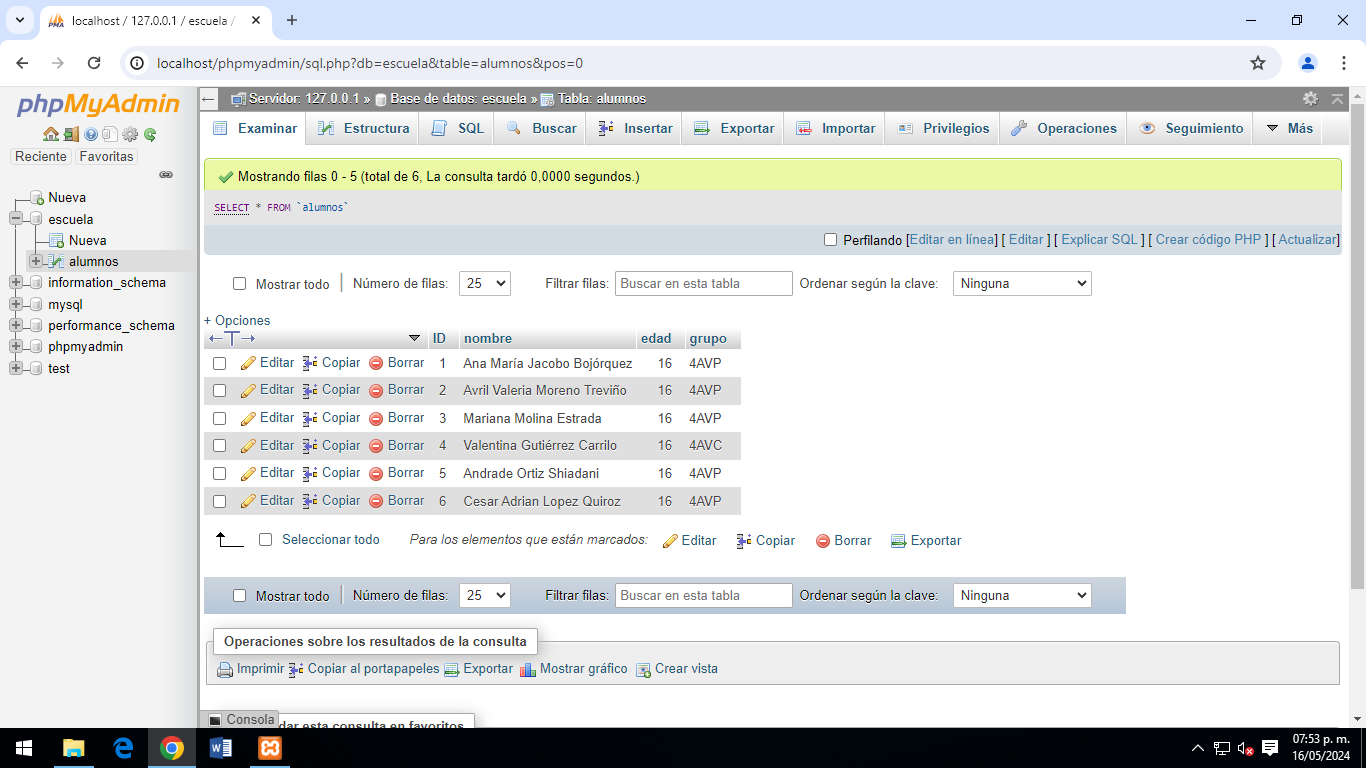 localhost / 127.0.0.1 / escuela /
localhost/phpmyadmin/sql.php?db=escuela&table=alumnos&pos=0
phpMyAdmin
Reciente Favoritas
Nueva
escuela
Nueva
alumnos
information_schema
mysql
performance_schema
phpmyadmin
test
Servidor: 127.0.0.1 » Base de datos: escuela » Tabla: alumnos
Examinar Estructura SQL Buscar Insertar Exportar Importar Privilegios Operaciones Seguimiento Más
Mostrando filas 0 - 5 (total de 6, La consulta tardó 0,0000 segundos.)
SELECT * FROM `alumnos`
Perfilando [Editar en línea] [ Editar ] [ Explicar SQL ] [ Crear código PHP ] [ Actualizar]
Mostrar todo Número de filas: 25 Filtrar filas: Buscar en esta tabla Ordenar según la clave: Ninguna
+ Opciones
ID nombre edad grupo
Editar Copiar Borrar 1 Ana María Jacobo Bojórquez 16 4AVP
Editar Copiar Borrar 2 Avril Valeria Moreno Treviño 16 4AVP
Editar Copiar Borrar 3 Mariana Molina Estrada 16 4AVP
Editar Copiar Borrar 4 Valentina Gutiérrez Carrilo 16 4AVC
Editar Copiar Borrar 5 Andrade Ortiz Shiadani 16 4AVP
Editar Copiar Borrar 6 Cesar Adrian Lopez Quiroz 16 4AVP
Seleccionar todo Para los elementos que están marcados: Editar Copiar Borrar Exportar
Mostrar todo Número de filas: 25 Filtrar filas: Buscar en esta tabla Ordenar según la clave: Ninguna
Operaciones sobre los resultados de la consulta
Imprimir Copiar al portapapeles Exportar Mostrar gráfico Crear vista
Consola
esta consulta en favoritos
07:53 p. m.
16/05/2024